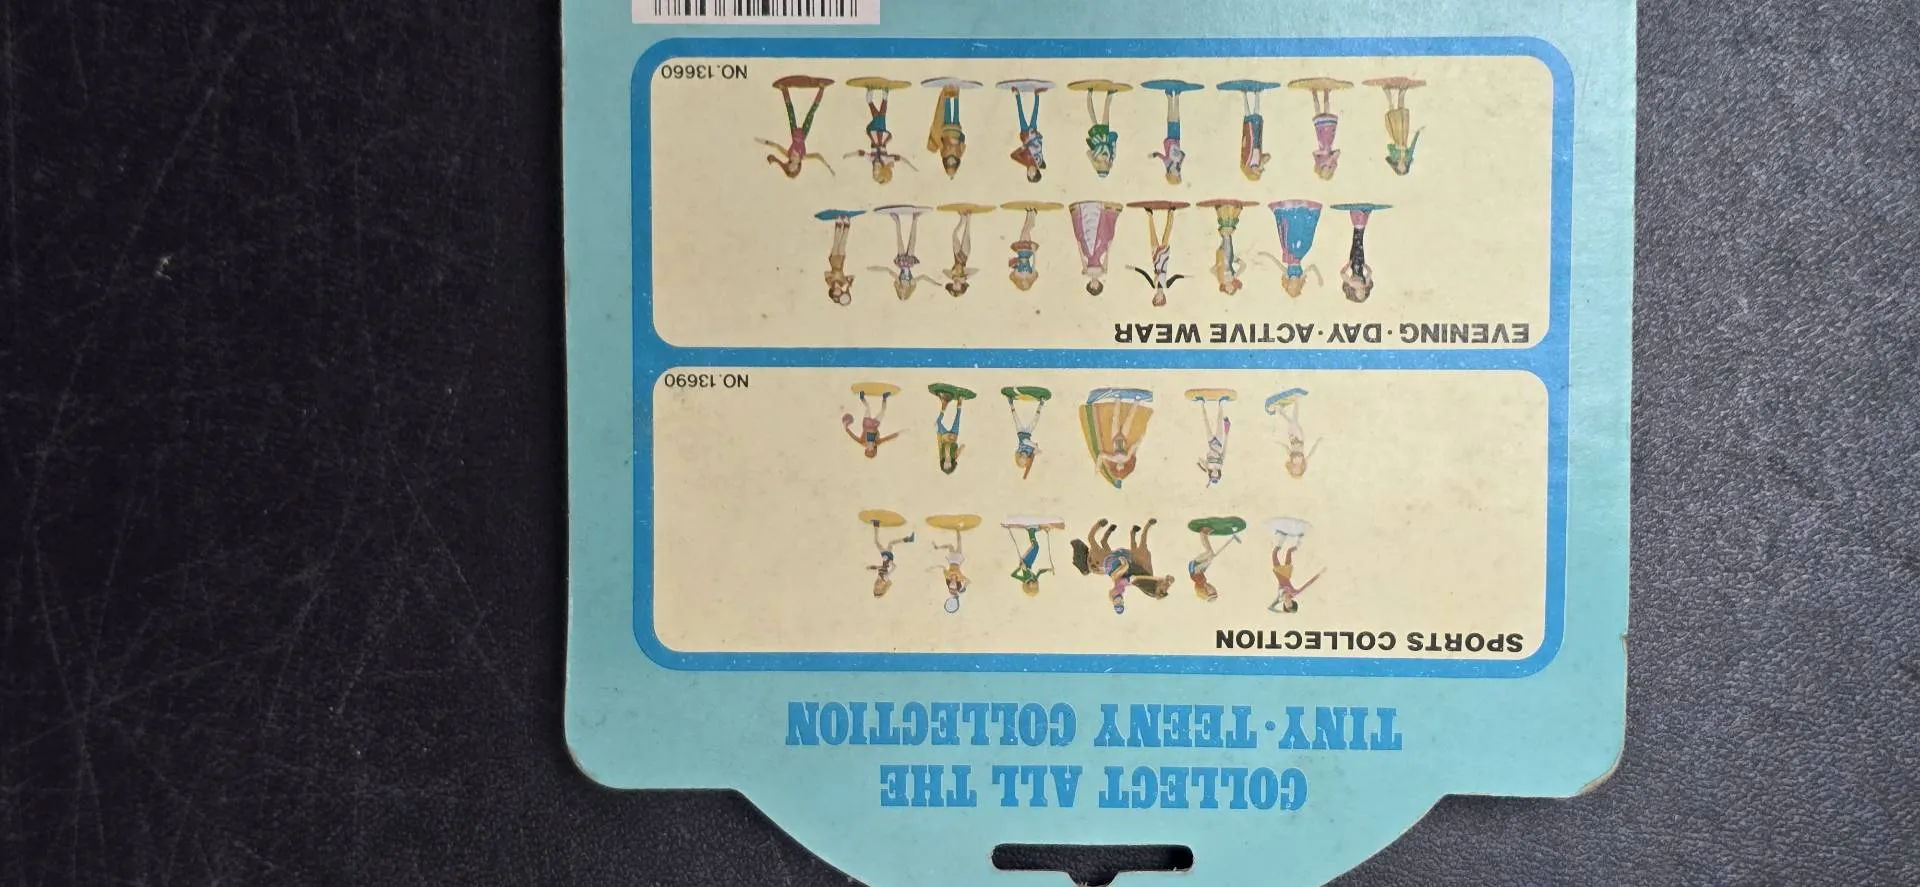 COLLECT ALL THE
TINY·TEENY COLLECTION
SPORTS COLLECTION
NO.13690
EVENING·DAY·ACTIVE WEAR
NO.13660